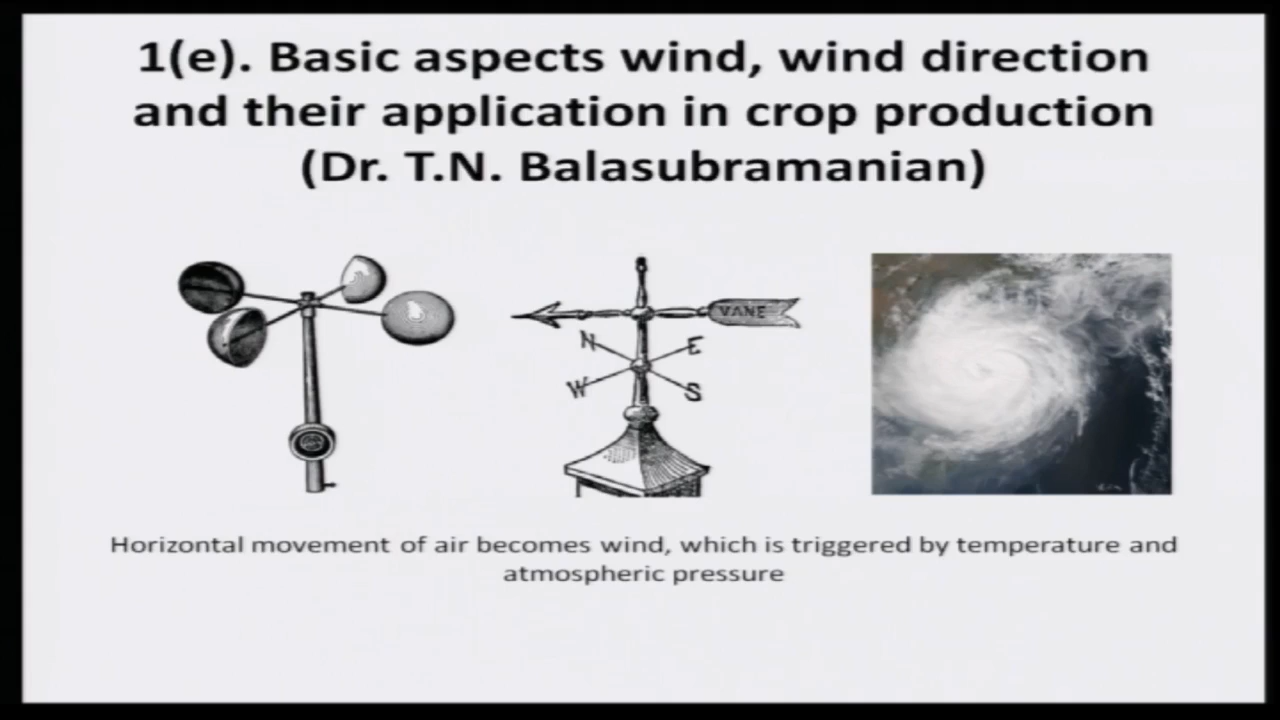 1(e). Basic aspects wind, wind direction
and their application in crop production
(Dr. T.N. Balasubramanian)
VANE
N E
W S
Horizontal movement of air becomes wind, which is triggered by temperature and
atmospheric pressure